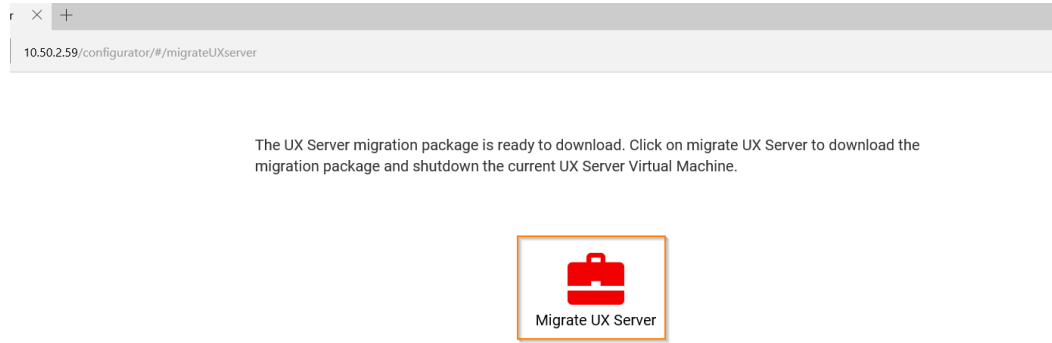 r
10.50.2.59/configurator/#/migrateUXserver
The UX Server migration package is ready to download. Click on migrate UX Server to download the
migration package and shutdown the current UX Server Virtual Machine.
Migrate UX Server